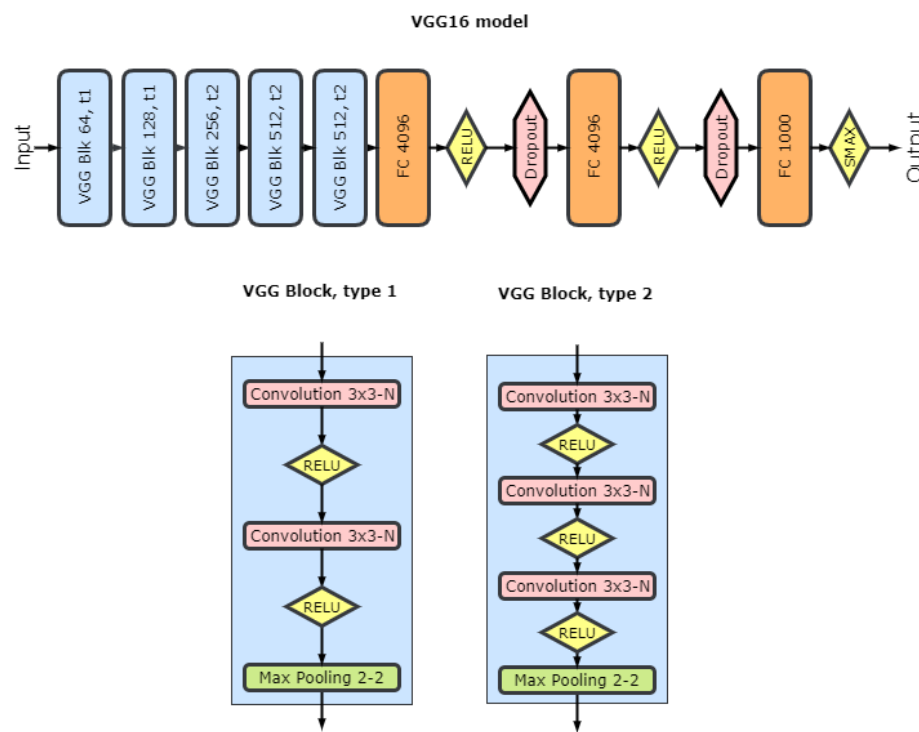 VGG16 model
Input
VGG Blk 64, t1
VGG Blk 128, t1
VGG Blk 256, t2
VGG Blk 512, t2
VGG Blk 512, t2
FC 4096
RELU
Dropout
FC 4096
RELU
Dropout
FC 1000
SMAX
Output
VGG Block, type 1
Convolution 3x3-N
RELU
Convolution 3x3-N
RELU
Max Pooling 2-2
VGG Block, type 2
Convolution 3x3-N
RELU
Convolution 3x3-N
RELU
Convolution 3x3-N
RELU
Max Pooling 2-2